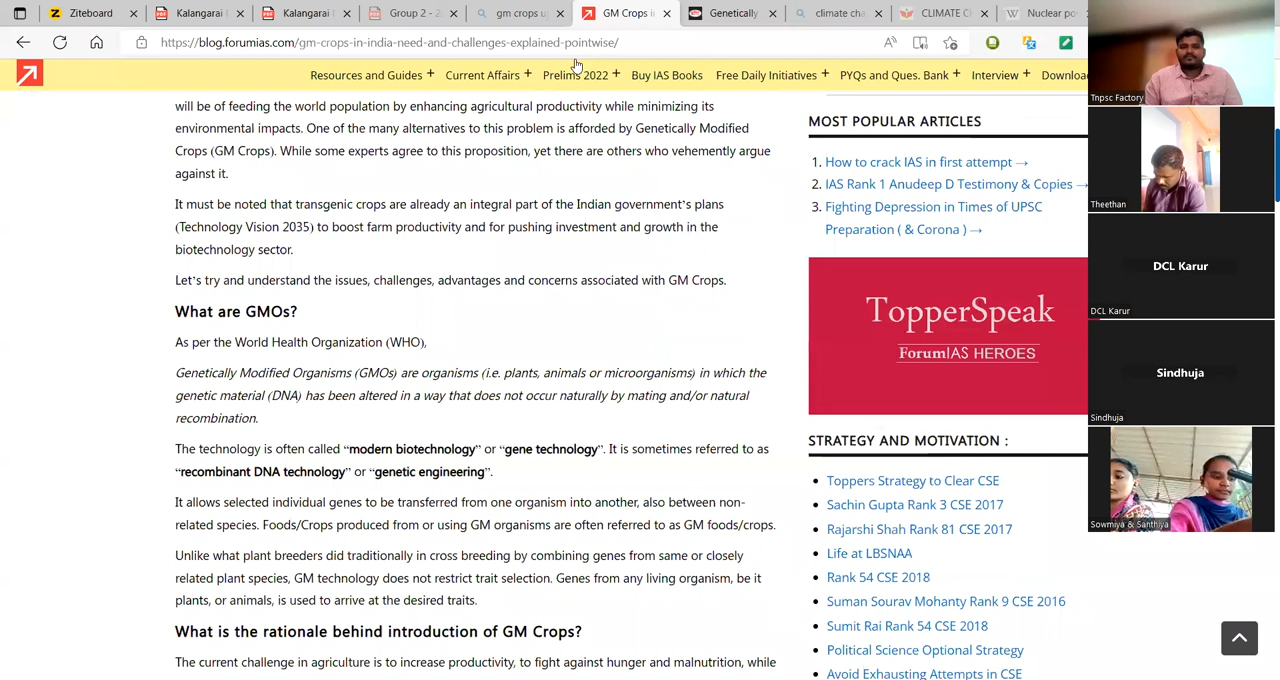 Ziteboard
Kalangarai
Kalangarai
Group 2 - 2
gm crops u
GM Crops i
Genetically
climate cha
CLIMATE C
Nuclear po
https://blog.forumias.com/gm-crops-in-india-need-and-challenges-explained-pointwise/
Resources and Guides + Current Affairs + Prelims 2022 + Buy IAS Books Free Daily Initiatives + PYQs and Ques. Bank + Interview + Downloa
will be of feeding the world population by enhancing agricultural productivity while minimizing its
environmental impacts. One of the many alternatives to this problem is afforded by Genetically Modified
Crops (GM Crops). While some experts agree to this proposition, yet there are others who vehemently argue
against it.
It must be noted that transgenic crops are already an integral part of the Indian government's plans
(Technology Vision 2035) to boost farm productivity and for pushing investment and growth in the
biotechnology sector.
Let's try and understand the issues, challenges, advantages and concerns associated with GM Crops.
What are GMOs?
As per the World Health Organization (WHO),
Genetically Modified Organisms (GMOs) are organisms (i.e. plants, animals or microorganisms) in which the
genetic material (DNA) has been altered in a way that does not occur naturally by mating and/or natural
recombination.
The technology is often called "modern biotechnology" or "gene technology". It is sometimes referred to as
"recombinant DNA technology" or "genetic engineering".
It allows selected individual genes to be transferred from one organism into another, also between non-
related species. Foods/Crops produced from or using GM organisms are often referred to as GM foods/crops.
Unlike what plant breeders did traditionally in cross breeding by combining genes from same or closely
related plant species, GM technology does not restrict trait selection. Genes from any living organism, be it
plants, or animals, is used to arrive at the desired traits.
What is the rationale behind introduction of GM Crops?
The current challenge in agriculture is to increase productivity, to fight against hunger and malnutrition, while
MOST POPULAR ARTICLES
1. How to crack IAS in first attempt →
2. IAS Rank 1 Anudeep D Testimony & Copies →
3. Fighting Depression in Times of UPSC
Preparation ( & Corona ) →
TopperSpeak
ForumIAS HEROES
STRATEGY AND MOTIVATION :
Toppers Strategy to Clear CSE
Sachin Gupta Rank 3 CSE 2017
Rajarshi Shah Rank 81 CSE 2017
Life at LBSNAA
Rank 54 CSE 2018
Suman Sourav Mohanty Rank 9 CSE 2016
Sumit Rai Rank 54 CSE 2018
Political Science Optional Strategy
Avoid Exhausting Attempts in CSE
Tnpsc Factory
Theethan
DCL Karur
DCL Karur
Sindhuja
Sindhuja
Sowmiya & Santhiya